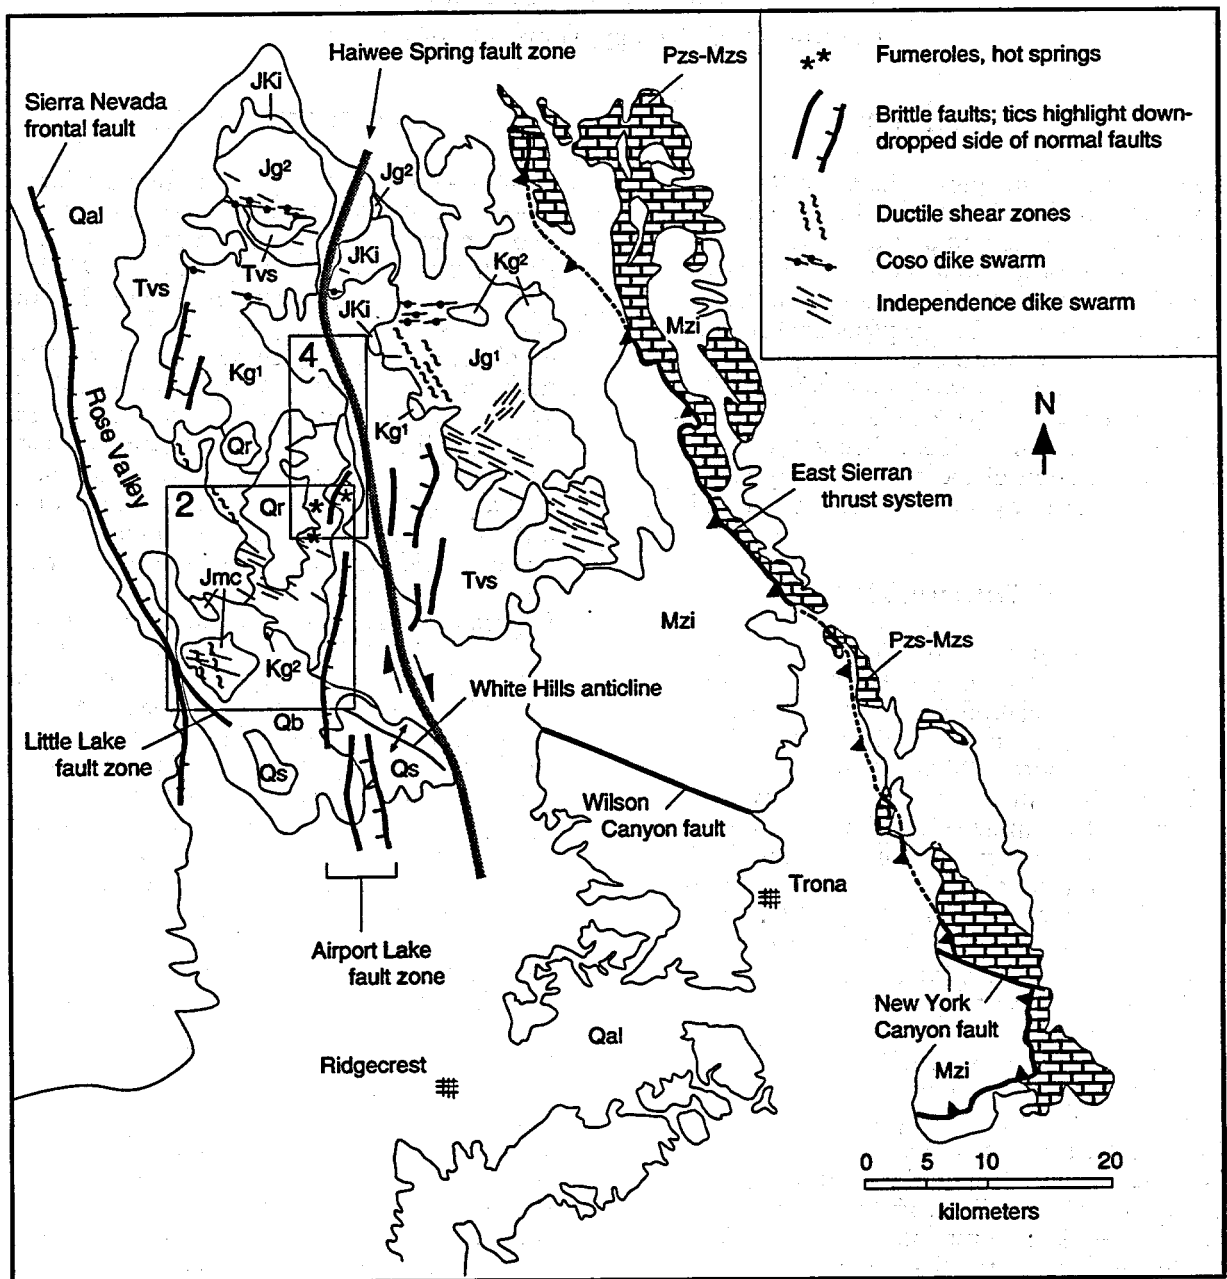 Haiwee Spring fault zone
Pzs-Mzs
JKi
Sierra Nevada
frontal fault
Jg2
Jg2
Qal
Tvs
JKi
Kg2
Tvs
JKi
Mzi
4
Jg1
Kg1
Rose Valley
Kg1
Qr
2
Qr
East Sierran
thrust system
Jmc
Tvs
Mzi
Pzs-Mzs
Kg2
White Hills anticline
Qb
Little Lake
fault zone
Qs
Qs
Wilson
Canyon fault
Trona
Airport Lake
fault zone
New York
Canyon fault
Qal
Ridgecrest
Mzi
Fumeroles, hot springs
Brittle faults; tics highlight down-
dropped side of normal faults
Ductile shear zones
Coso dike swarm
Independence dike swarm
N
0 5 10 20
kilometers